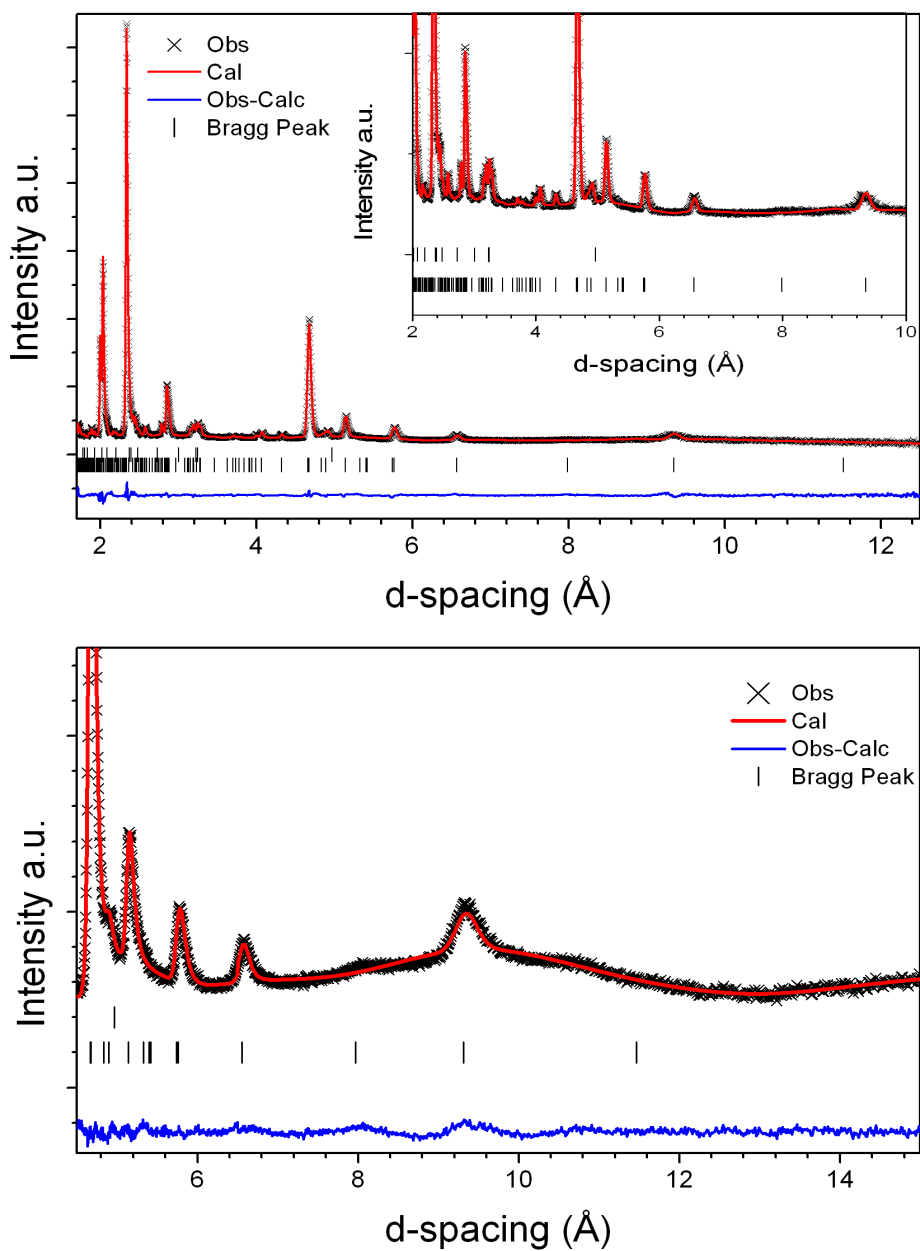 Obs
Cal
Obs-Calc
Bragg Peak
Intensity a.u.
2 4 6 8 10 12
d-spacing (Å)
Intensity a.u.
2 4 6 8 10
d-spacing (Å)
Obs
Cal
Obs-Calc
Bragg Peak
Intensity a.u.
6 8 10 12 14
d-spacing (Å)